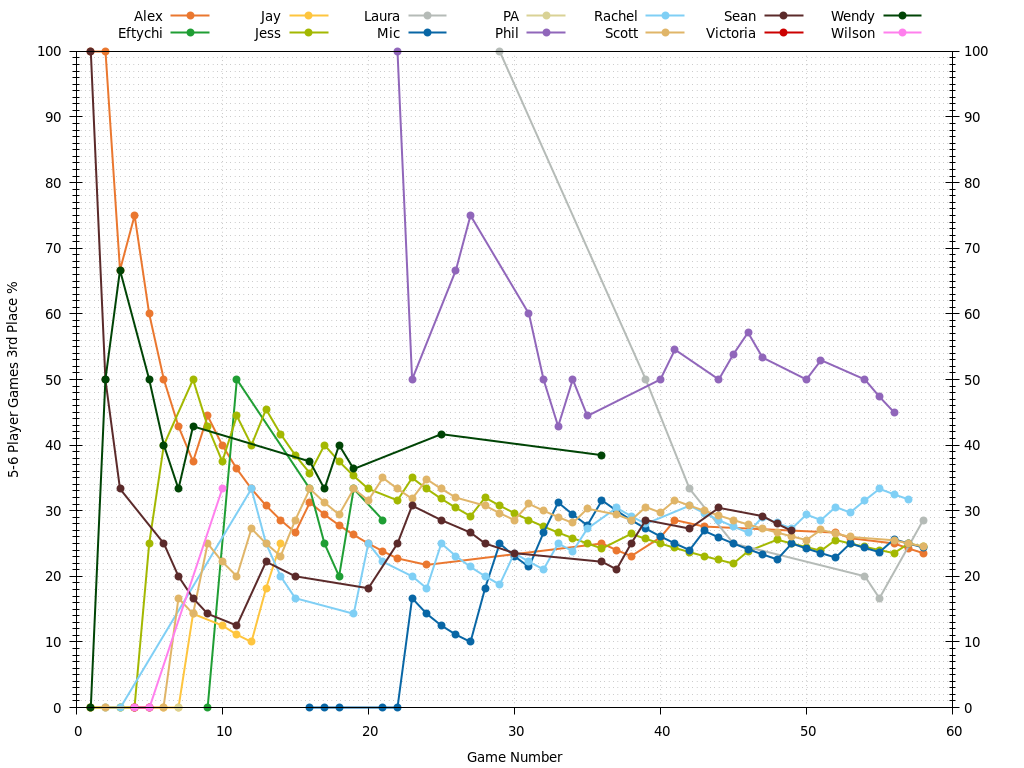 Alex Jay Laura PA Rachel Sean Wendy
Eftychi Jess Mic Phil Scott Victoria Wilson
100 100
90 90
80 80
70 70
60 60
50 50
40 40
30 30
20 20
10 10
0 0
0 10 20 30 40 50 60
5-6 Player Games 3rd Place %
Game Number